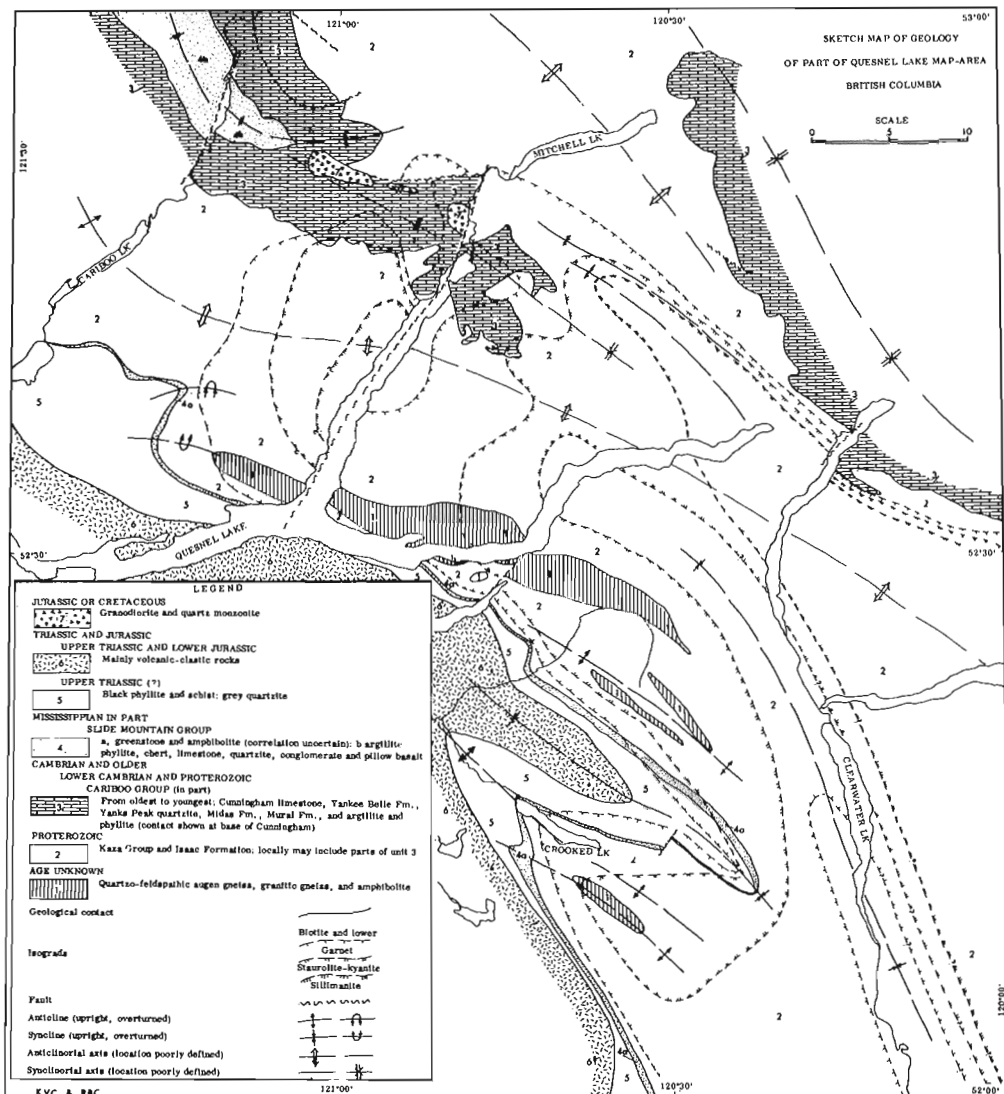 121°00'
120°30'
53°00'
SKETCH MAP OF GEOLOGY
OF PART OF QUESNEL LAKE MAP-AREA
BRITISH COLUMBIA
SCALE
0 5 10
121°30'
MITCHELL LK
CARIBOO LK
QUESNEL LAKE
52°30'
52°30'
CROOKED LK
CLEARWATER LK
LEGEND
JURASSIC OR CRETACEOUS
7 Granodiorite and quartz monzonite
TRIASSIC AND JURASSIC
UPPER TRIASSIC AND LOWER JURASSIC
6 Mainly volcanic-clastic rocks
UPPER TRIASSIC (?)
5 Black phyllite and schist; grey quartzite
MISSISSIPPIAN IN PART
SLIDE MOUNTAIN GROUP
4 a, greenstone and amphibolite (correlation uncertain); b argillite
phyllite, chert, limestone, quartzite, conglomerate and pillow basalt
CAMBRIAN AND OLDER
LOWER CAMBRIAN AND PROTEROZOIC
CARIBOO GROUP (in part)
3 From oldest to youngest; Cunningham limestone, Yankee Belle Fm.,
Yanks Peak quartzite, Midas Fm., Mural Fm., and argillite and
phyllite (contact shown at base of Cunningham)
PROTEROZOIC
2 Kaza Group and Isaac Formation; locally may include parts of unit 3
AGE UNKNOWN
1 Quartzo-feldspathic augen gneiss, granitic gneiss, and amphibolite
Geological contact
Isograds
Biotite and lower
Garnet
Staurolite-kyanite
Sillimanite
Fault
Anticline (upright, overturned)
Syncline (upright, overturned)
Anticlinorial axis (location poorly defined)
Synclinorial axis (location poorly defined)
121°00'
120°30'
52°00'
120°00'